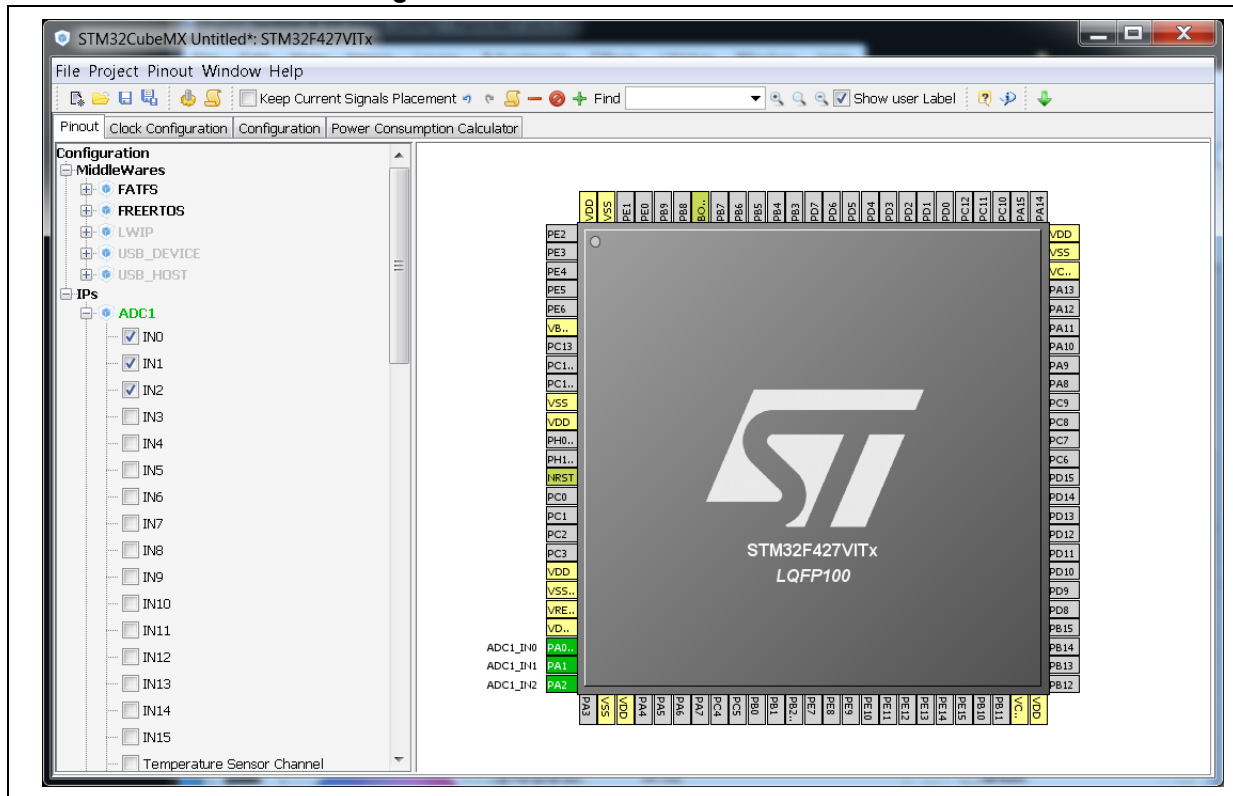 STM32CubeMX Untitled*: STM32F427VITx
File Project Pinout Window Help
Keep Current Signals Placement Find Show user Label
Pinout Clock Configuration Configuration Power Consumption Calculator
Configuration
MiddleWares
FATFS
FREERTOS
LWIP
USB_DEVICE
USB_HOST
IPs
ADC1
IN0
IN1
IN2
IN3
IN4
IN5
IN6
IN7
IN8
IN9
IN10
IN11
IN12
IN13
IN14
IN15
Temperature Sensor Channel
VDD VSS PE1 PE0 PB9 PB8 BO.. PB7 PB6 PB5 PB4 PB3 PD7 PD6 PD5 PD4 PD3 PD2 PD1 PD0 PC12 PC11 PC10 PA15 PA14
PE2 VDD
PE3 VSS
PE4 VC..
PE5 PA13
PE6 PA12
VB.. PA11
PC13 PA10
PC1.. PA9
PC1.. PA8
VSS PC9
VDD PC8
PH0.. PC7
PH1.. PC6
NRST PD15
PC0 PD14
PC1 PD13
PC2 PD12
PC3 PD11
VDD PD10
VSS.. PD9
VRE.. PD8
VD.. PB15
ADC1_IN0 PA0.. PB14
ADC1_IN1 PA1 PB13
ADC1_IN2 PA2 PB12
STM32F427VITx
LQFP100
PA3 VSS VDD PA4 PA5 PA6 PA7 PC4 PC5 PB0 PB1 PB2.. PE7 PE8 PE9 PE10 PE11 PE12 PE13 PE14 PE15 PB10 PB11 VC.. VDD